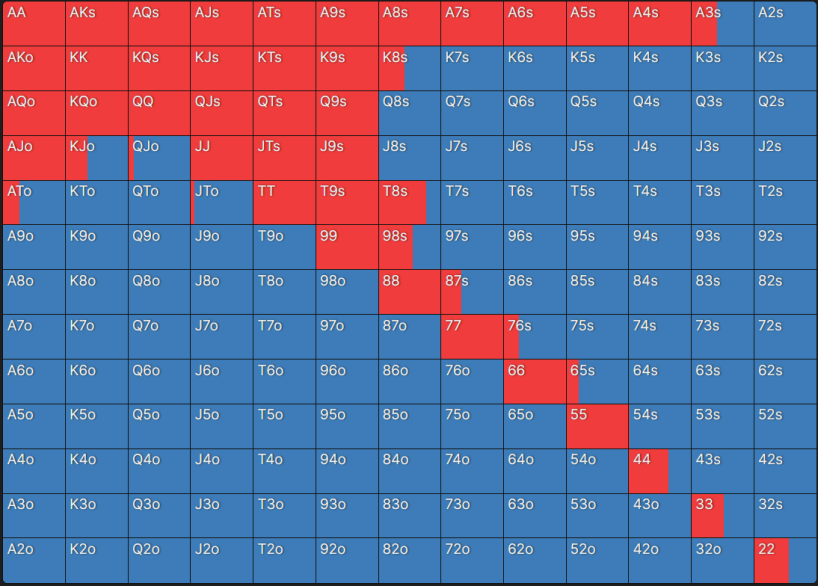 AA AKs AQs AJs ATs A9s A8s A7s A6s A5s A4s A3s A2s
AKo KK KQs KJs KTs K9s K8s K7s K6s K5s K4s K3s K2s
AQo KQo QQ QJs QTs Q9s Q8s Q7s Q6s Q5s Q4s Q3s Q2s
AJo KJo QJo JJ JTs J9s J8s J7s J6s J5s J4s J3s J2s
ATo KTo QTo JTo TT T9s T8s T7s T6s T5s T4s T3s T2s
A9o K9o Q9o J9o T9o 99 98s 97s 96s 95s 94s 93s 92s
A8o K8o Q8o J8o T8o 98o 88 87s 86s 85s 84s 83s 82s
A7o K7o Q7o J7o T7o 97o 87o 77 76s 75s 74s 73s 72s
A6o K6o Q6o J6o T6o 96o 86o 76o 66 65s 64s 63s 62s
A5o K5o Q5o J5o T5o 95o 85o 75o 65o 55 54s 53s 52s
A4o K4o Q4o J4o T4o 94o 84o 74o 64o 54o 44 43s 42s
A3o K3o Q3o J3o T3o 93o 83o 73o 63o 53o 43o 33 32s
A2o K2o Q2o J2o T2o 92o 82o 72o 62o 52o 42o 32o 22